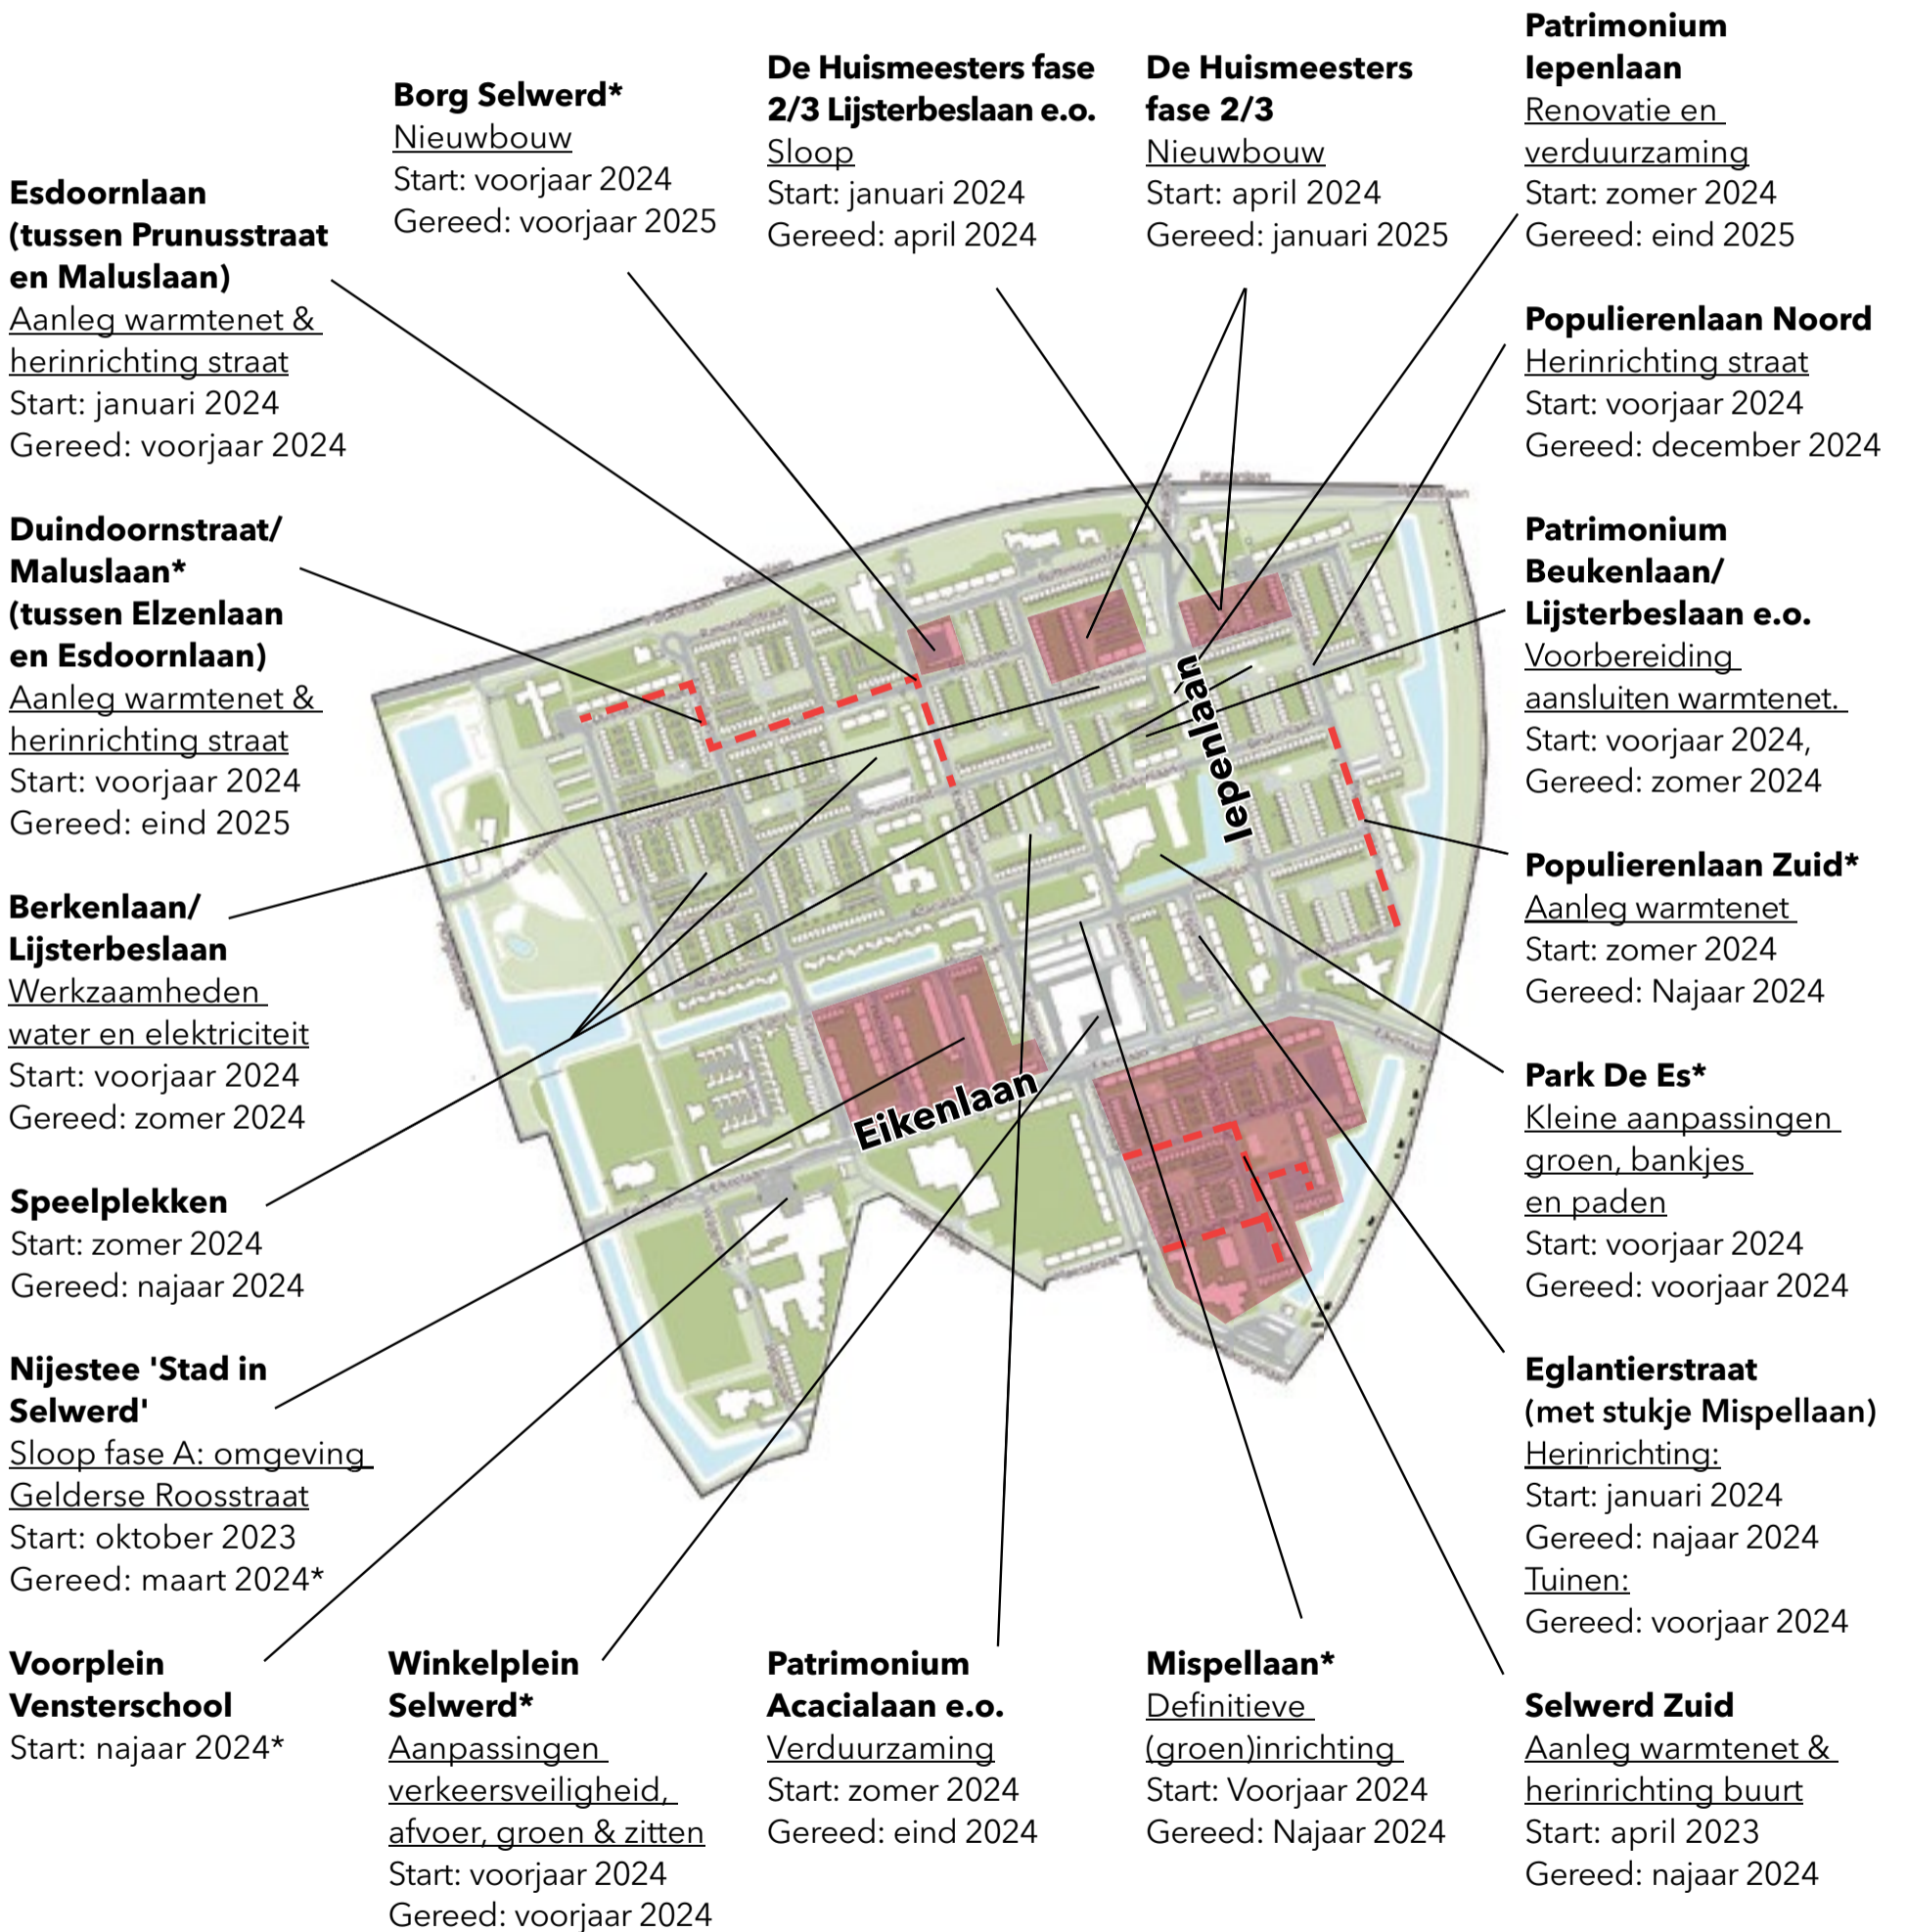 Borg Selwerd*
Nieuwbouw
Start: voorjaar 2024
Gereed: voorjaar 2025
De Huismeesters fase
2/3 Lijsterbeslaan e.o.
Sloop
Start: januari 2024
Gereed: april 2024
De Huismeesters
fase 2/3
Nieuwbouw
Start: april 2024
Gereed: januari 2025
Patrimonium
Iepenlaan
Renovatie en
verduurzaming
Start: zomer 2024
Gereed: eind 2025
Esdoornlaan
(tussen Prunusstraat
en Maluslaan)
Aanleg warmtenet &
herinrichting straat
Start: januari 2024
Gereed: voorjaar 2024
Populierenlaan Noord
Herinrichting straat
Start: voorjaar 2024
Gereed: december 2024
Duindoornstraat/
Maluslaan*
(tussen Elzenlaan
en Esdoornlaan)
Aanleg warmtenet &
herinrichting straat
Start: voorjaar 2024
Gereed: eind 2025
Patrimonium
Beukenlaan/
Lijsterbeslaan e.o.
Voorbereiding
aansluiten warmtenet.
Start: voorjaar 2024,
Gereed: zomer 2024
Iepenlaan
Populierenlaan Zuid*
Aanleg warmtenet
Start: zomer 2024
Gereed: Najaar 2024
Berkenlaan/
Lijsterbeslaan
Werkzaamheden
water en elektriciteit
Start: voorjaar 2024
Gereed: zomer 2024
Eikenlaan
Park De Es*
Kleine aanpassingen
groen, bankjes
en paden
Start: voorjaar 2024
Gereed: voorjaar 2024
Speelplekken
Start: zomer 2024
Gereed: najaar 2024
Nijestee 'Stad in
Selwerd'
Sloop fase A: omgeving
Gelderse Roosstraat
Start: oktober 2023
Gereed: maart 2024*
Eglantierstraat
(met stukje Mispellaan)
Herinrichting:
Start: januari 2024
Gereed: najaar 2024
Tuinen:
Gereed: voorjaar 2024
Voorplein
Vensterschool
Start: najaar 2024*
Winkelplein
Selwerd*
Aanpassingen
verkeersveiligheid,
afvoer, groen & zitten
Start: voorjaar 2024
Gereed: voorjaar 2024
Patrimonium
Acacialaan e.o.
Verduurzaming
Start: zomer 2024
Gereed: eind 2024
Mispellaan*
Definitieve
(groen)inrichting
Start: Voorjaar 2024
Gereed: Najaar 2024
Selwerd Zuid
Aanleg warmtenet &
herinrichting buurt
Start: april 2023
Gereed: najaar 2024